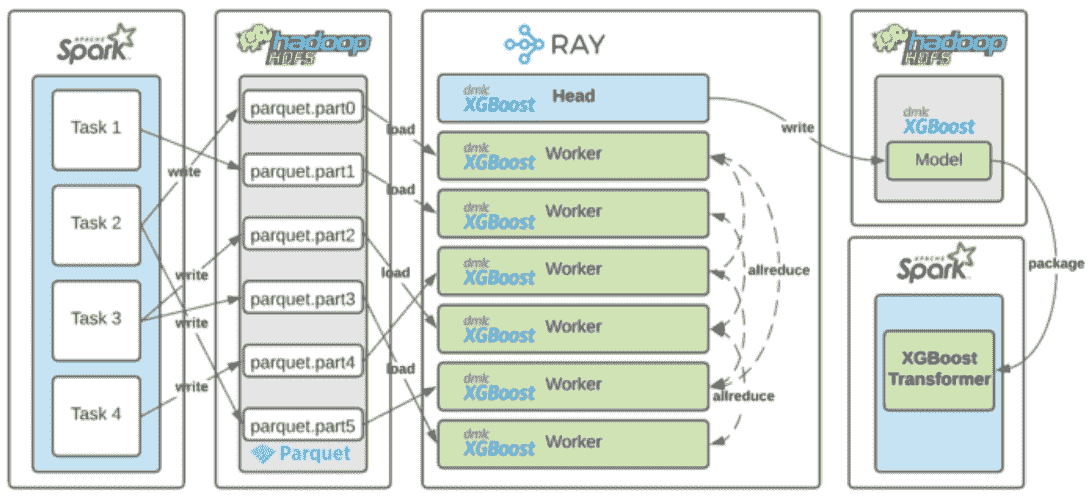 APACHE
Spark
Task 1
Task 2
Task 3
Task 4
write
write
write
write
hadoop
HDFS
parquet.part0
parquet.part1
parquet.part2
parquet.part3
parquet.part4
parquet.part5
Parquet
load
load
load
load
RAY
dmlc
XGBoost Head
dmlc
XGBoost Worker
dmlc
XGBoost Worker
dmlc
XGBoost Worker
dmlc
XGBoost Worker
dmlc
XGBoost Worker
dmlc
XGBoost Worker
allreduce
allreduce
write
hadoop
HDFS
dmlc
XGBoost
Model
package
APACHE
Spark
XGBoost
Transformer